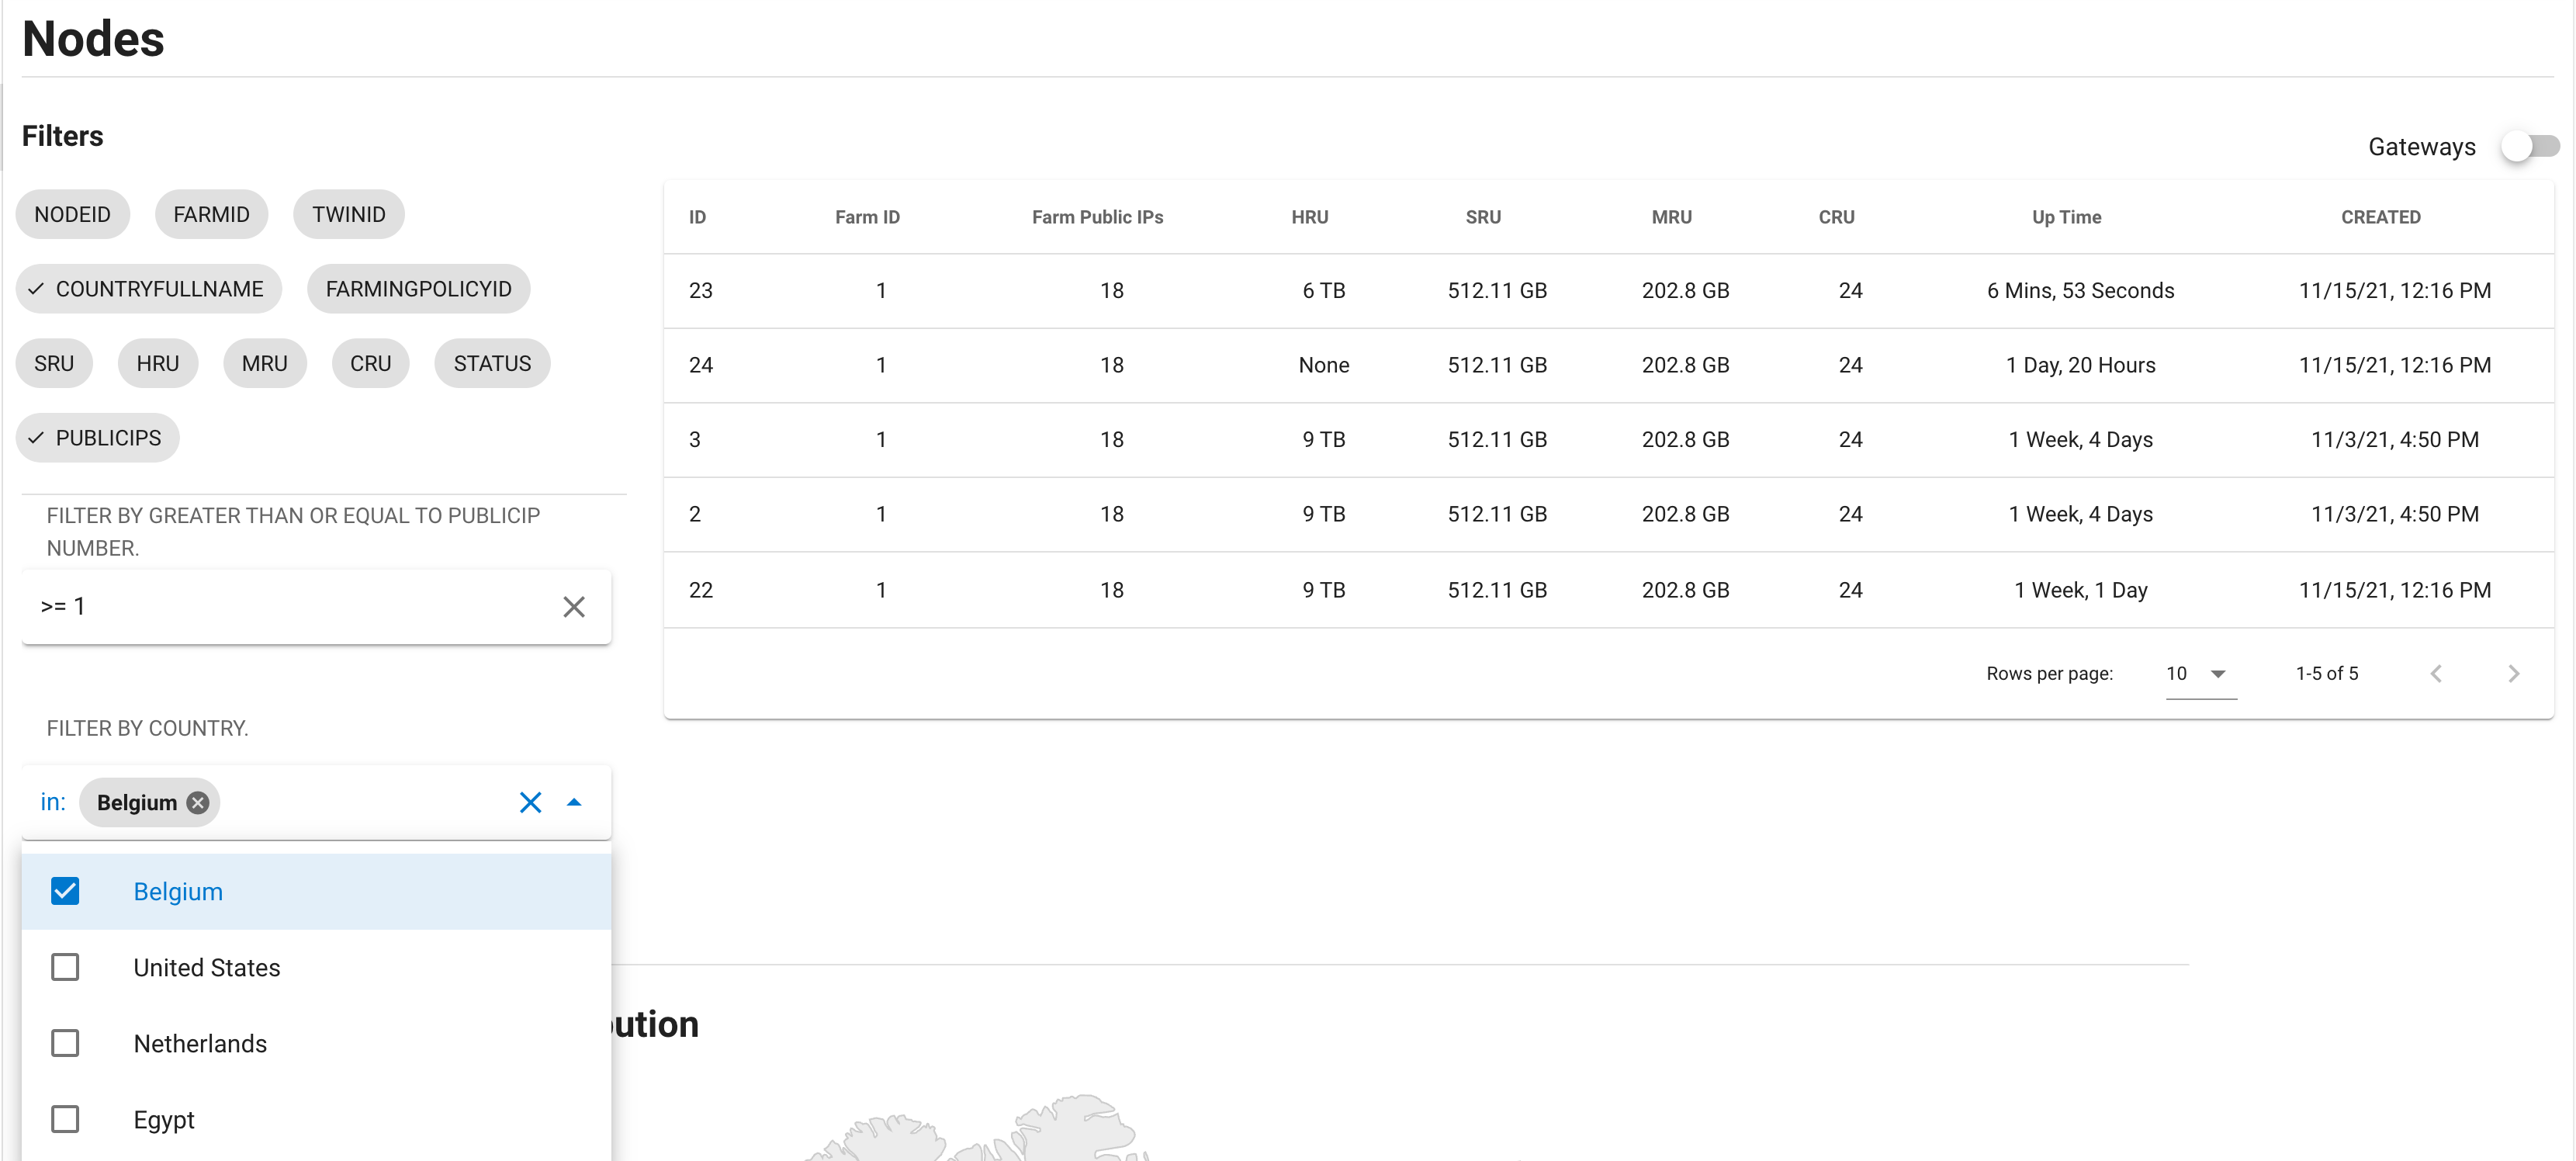 Nodes
Filters
Gateways
NODEID FARMID TWINID
COUNTRYFULLNAME FARMINGPOLICYID
SRU HRU MRU CRU STATUS
PUBLICIPS
FILTER BY GREATER THAN OR EQUAL TO PUBLICIP
NUMBER.
>= 1
FILTER BY COUNTRY.
in: Belgium
Belgium
United States
Netherlands
Egypt
ID Farm ID Farm Public IPs HRU SRU MRU CRU Up Time CREATED
23 1 18 6 TB 512.11 GB 202.8 GB 24 6 Mins, 53 Seconds 11/15/21, 12:16 PM
24 1 18 None 512.11 GB 202.8 GB 24 1 Day, 20 Hours 11/15/21, 12:16 PM
3 1 18 9 TB 512.11 GB 202.8 GB 24 1 Week, 4 Days 11/3/21, 4:50 PM
2 1 18 9 TB 512.11 GB 202.8 GB 24 1 Week, 4 Days 11/3/21, 4:50 PM
22 1 18 9 TB 512.11 GB 202.8 GB 24 1 Week, 1 Day 11/15/21, 12:16 PM
Rows per page: 10 1-5 of 5